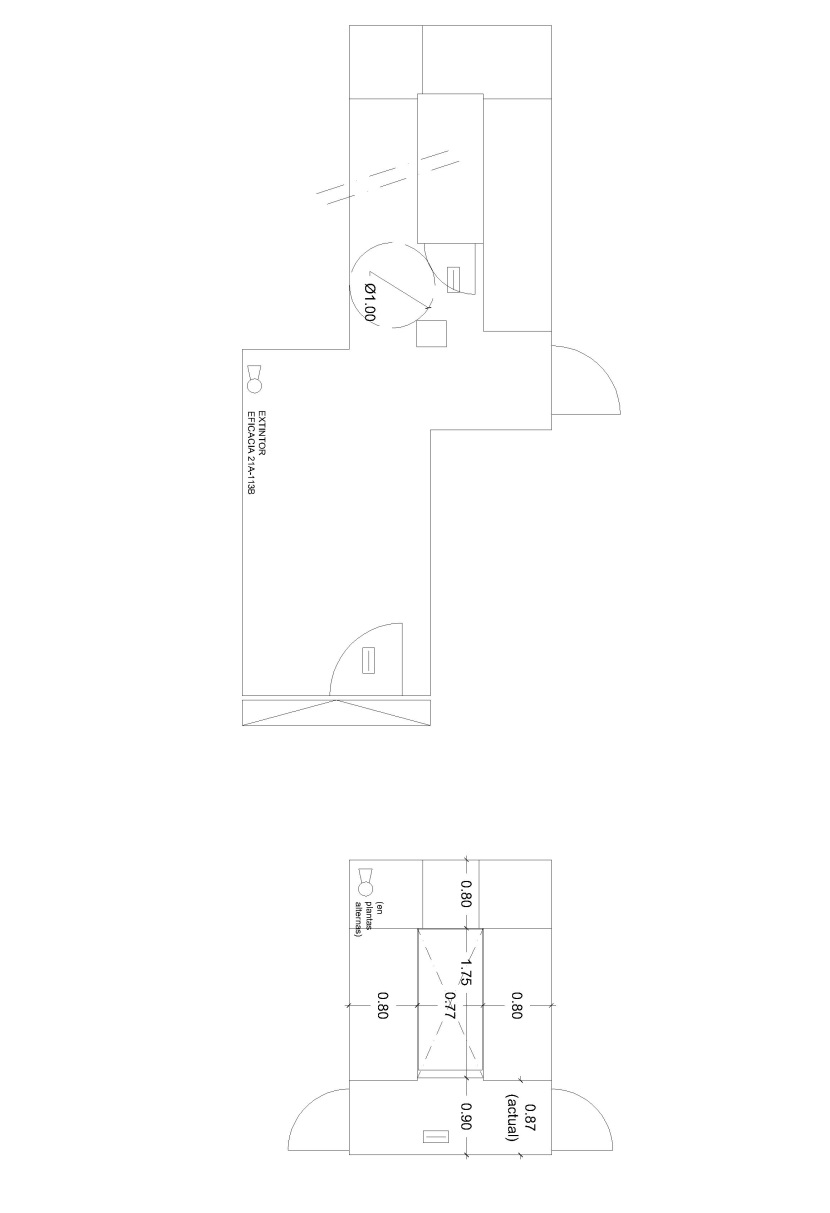 Ø1.00
EXTINTOR
EFICACIA 21A-113B
0.80
(en
plantas
alternas)
1.75
0.80
0.77
0.80
0.90
0.87
(actual)